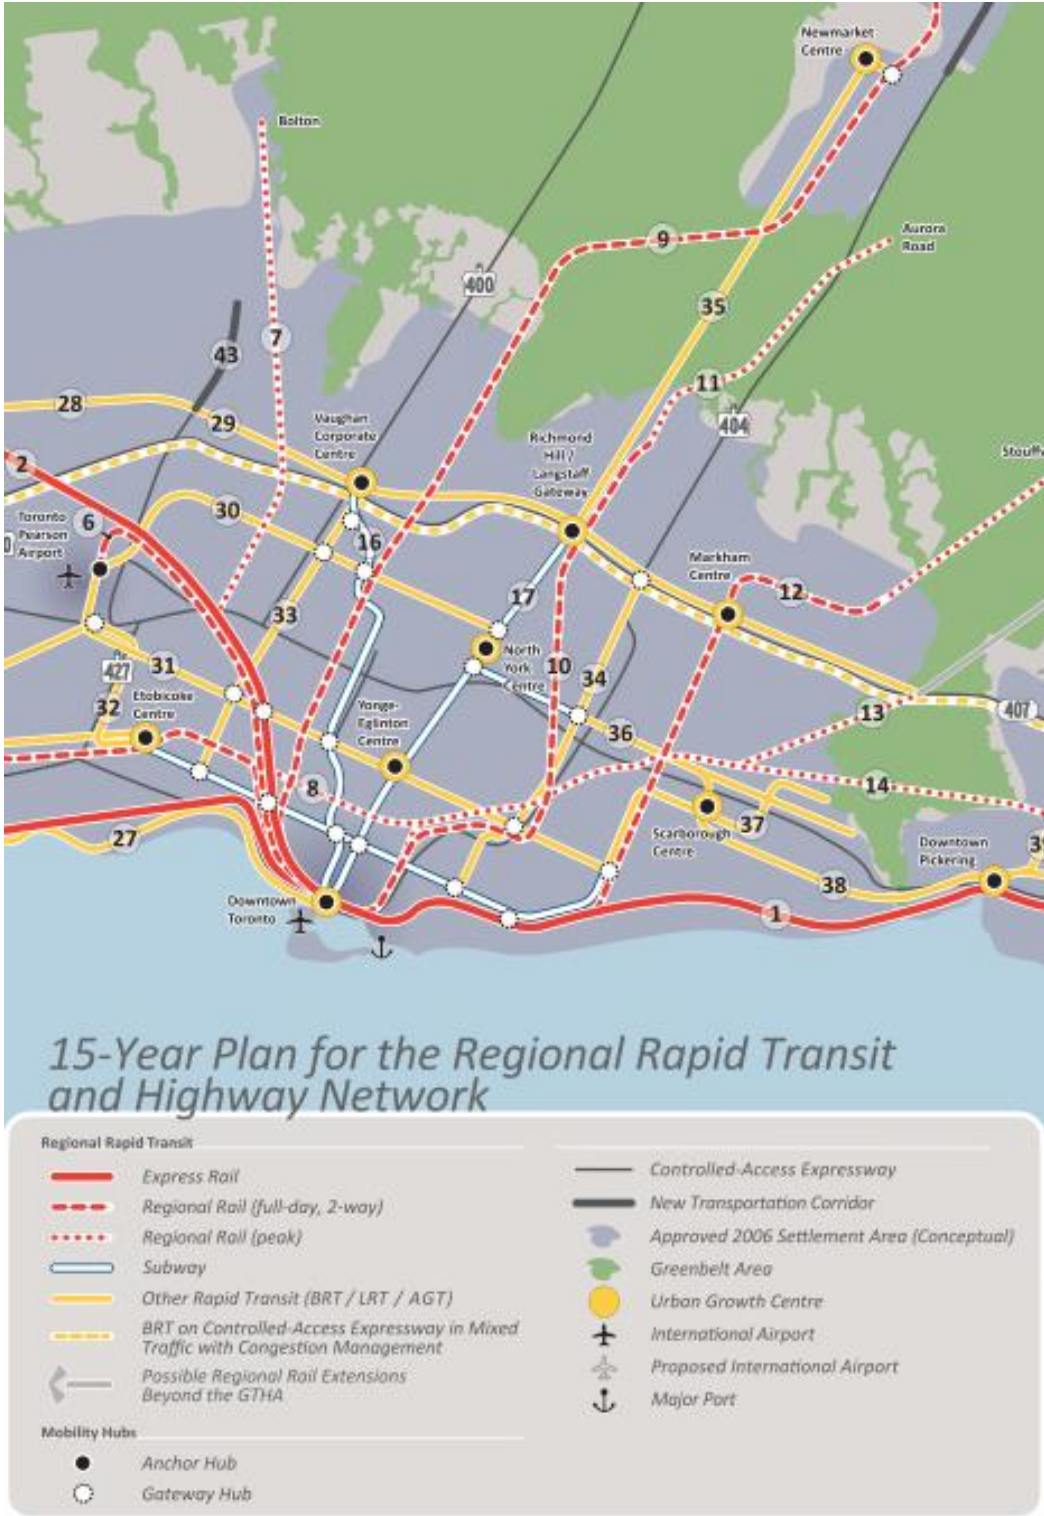 Newmarket
Centre
Bolton
Aurora
Road
9
400
35
7
43
11
28
29
404
Vaughan
Corporate
Centre
Richmond
Hill /
Langstaff
Gateway
2
30
Toronto
Pearson
Airport
6
16
Markham
Centre
12
17
33
North
York
Centre
10
34
31
427
Etobicoke
Centre
32
Yonge-
Eglinton
Centre
13
407
36
8
14
37
Scarborough
Centre
27
Downtown
Pickering
38
Downtown
Toronto
1
15-Year Plan for the Regional Rapid Transit
and Highway Network
Regional Rapid Transit
Express Rail
Regional Rail (full-day, 2-way)
Regional Rail (peak)
Subway
Other Rapid Transit (BRT / LRT / AGT)
BRT on Controlled-Access Expressway in Mixed
Traffic with Congestion Management
Possible Regional Rail Extensions
Beyond the GTHA
Mobility Hubs
Anchor Hub
Gateway Hub
Controlled-Access Expressway
New Transportation Corridor
Approved 2006 Settlement Area (Conceptual)
Greenbelt Area
Urban Growth Centre
International Airport
Proposed International Airport
Major Port